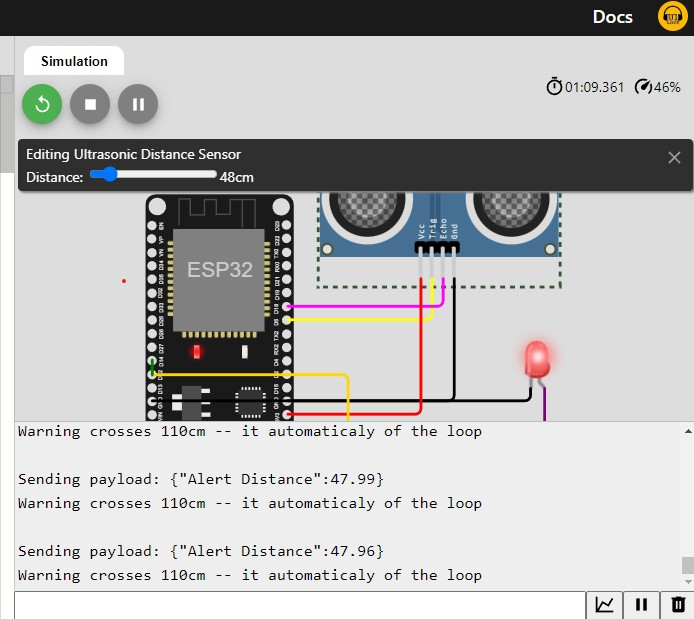 Docs
Simulation
01:09.361
46%
Editing Ultrasonic Distance Sensor
Distance: 48cm
Vcc
Trig
Echo
Gnd
ESP32
Warning crosses 110cm -- it automaticaly of the loop
Sending payload: {"Alert Distance":47.99}
Warning crosses 110cm -- it automaticaly of the loop
Sending payload: {"Alert Distance":47.96}
Warning crosses 110cm -- it automaticaly of the loop